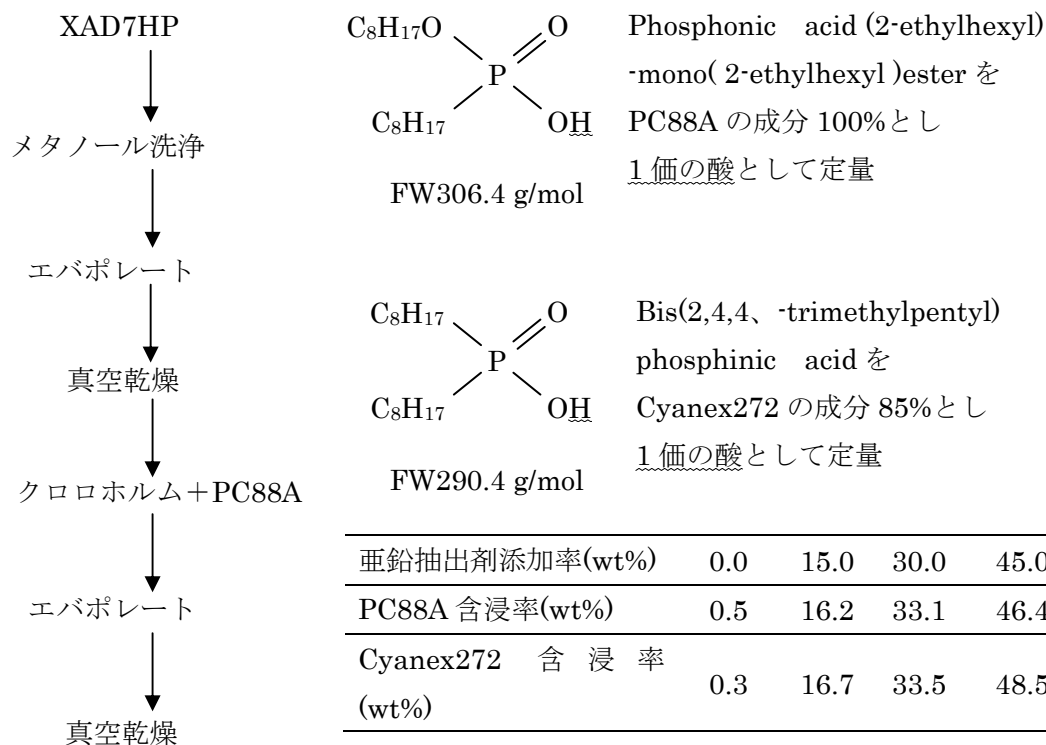 XAD7HP
メタノール洗浄
エバポレート
真空乾燥
クロロホルム＋PC88A
エバポレート
真空乾燥
C8H17O
O
P
C8H17
OH
FW306.4 g/mol
Phosphonic acid (2-ethylhexyl)
-mono( 2-ethylhexyl )ester を
PC88A の成分 100%とし
1 価の酸として定量
C8H17
O
P
C8H17
OH
FW290.4 g/mol
Bis(2,4,4、-trimethylpentyl)
phosphinic acid を
Cyanex272 の成分 85%とし
1 価の酸として定量
亜鉛抽出剤添加率(wt%) 0.0 15.0 30.0 45.0
PC88A 含浸率(wt%) 0.5 16.2 33.1 46.4
Cyanex272 含 浸 率
(wt%) 0.3 16.7 33.5 48.5